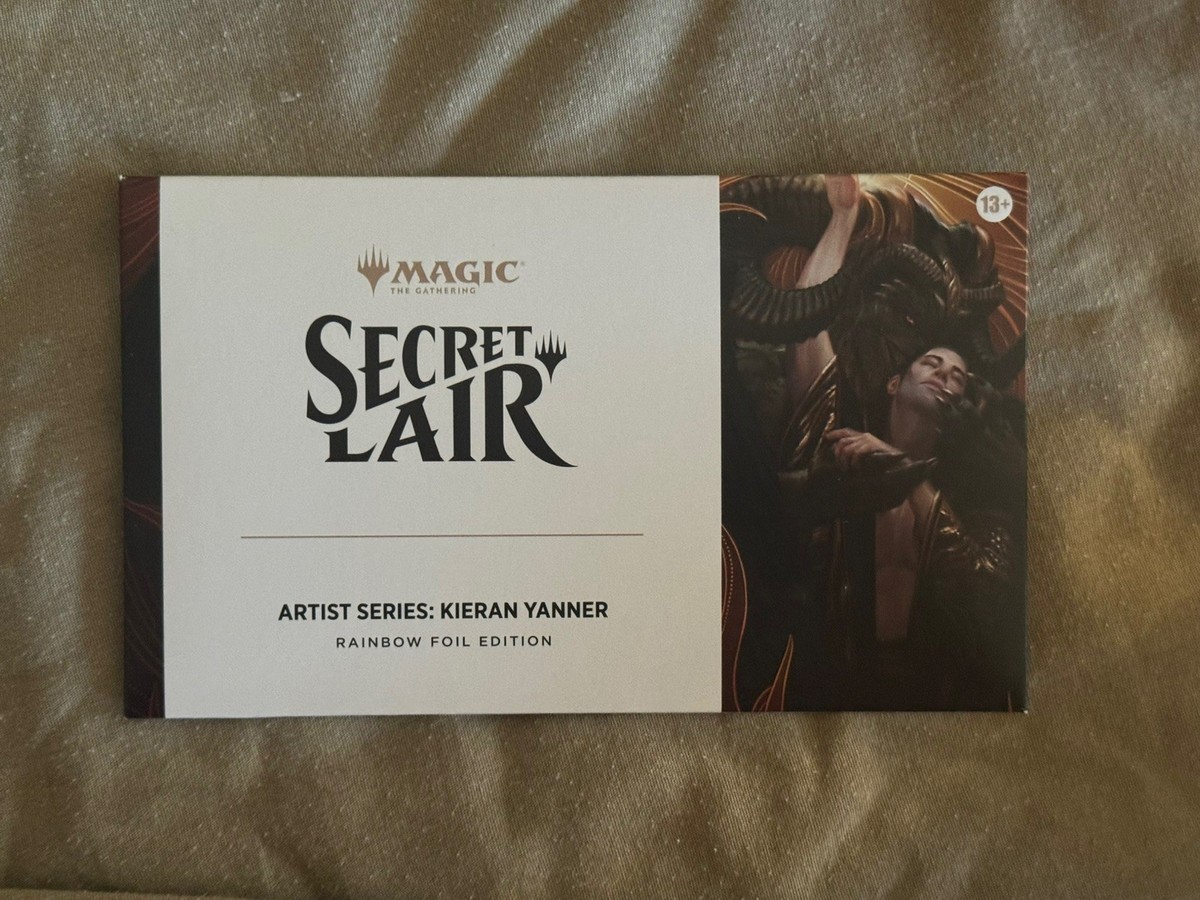 13+
MAGIC®
THE GATHERING
SECRET
LAIR
ARTIST SERIES: KIERAN YANNER
RAINBOW FOIL EDITION